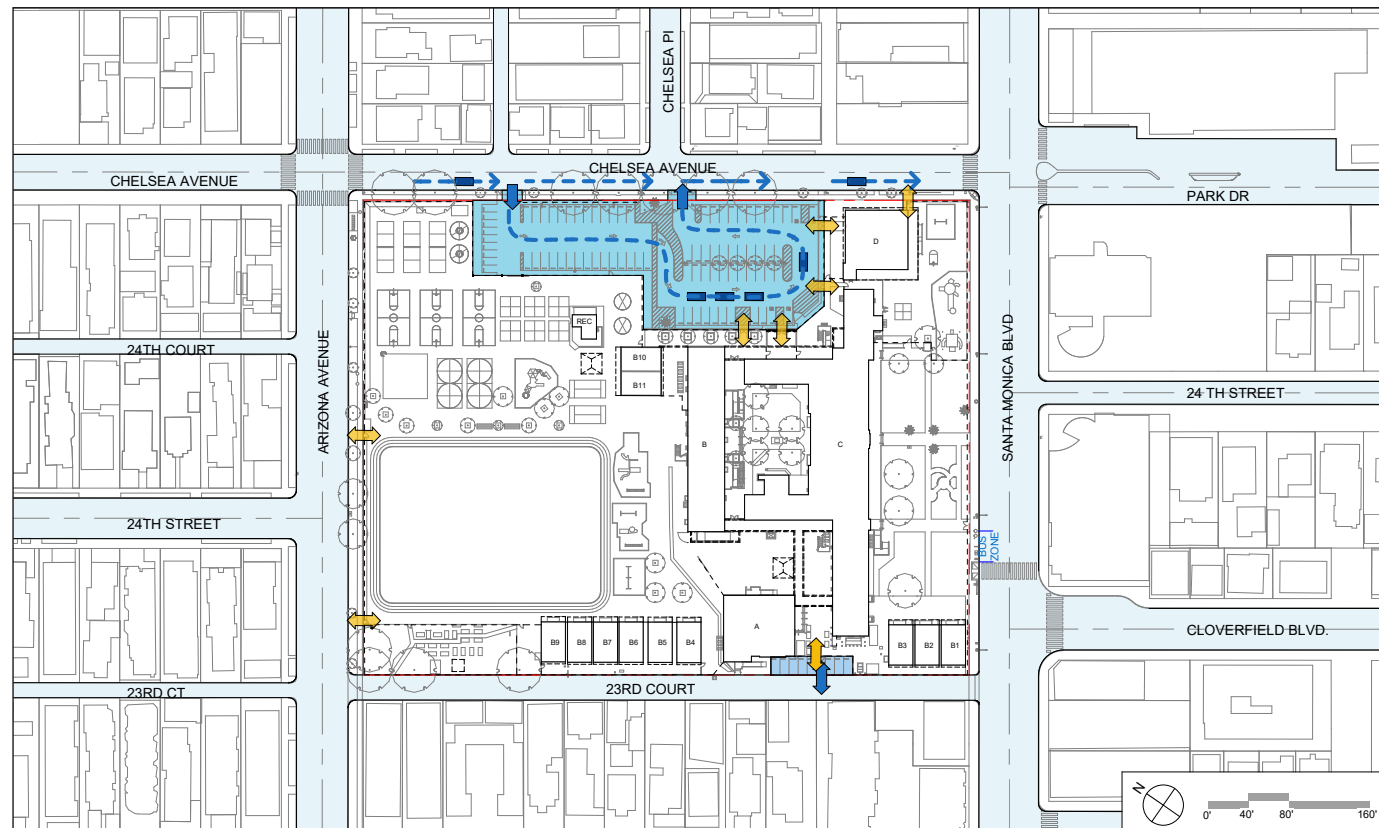 CHELSEA PI
CHELSEA AVENUE
CHELSEA AVENUE
PARK DR
D
ARIZONA AVENUE
REC
SANTA MONICA BLVD
24TH COURT
B10
B11
24 TH STREET
B
C
24TH STREET
BUS
ZONE
A
B9
B8
B7
B6
B5
B4
B3
B2
B1
CLOVERFIELD BLVD.
23RD CT
23RD COURT
N
0'
40'
80'
160'